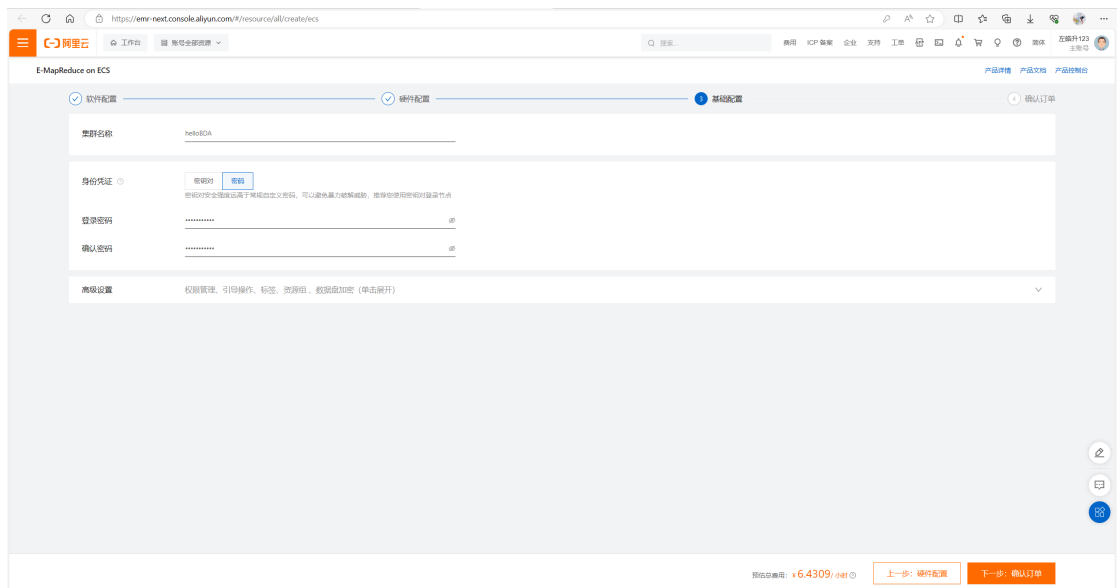 https://emr-next.console.aliyun.com/#/resource/all/create/ecs
阿里云 工作台 账号全部资源 搜索... 费用 ICP 备案 企业 支持 工单 简体 左皓升123
主账号
E-MapReduce on ECS 产品详情 产品文档 产品控制台
软件配置 硬件配置 3 基础配置 4 确认订单
集群名称 helloBDA
身份凭证 密钥对 密码
密钥对安全强度远高于常规自定义密码，可以避免暴力破解威胁，推荐您使用密钥对登录节点
登录密码 •••••••••••
确认密码 •••••••••••
高级设置 权限管理、引导操作、标签、资源组、数据盘加密（单击展开）
预估总费用: ¥ 6.4309/小时 上一步：硬件配置 下一步：确认订单